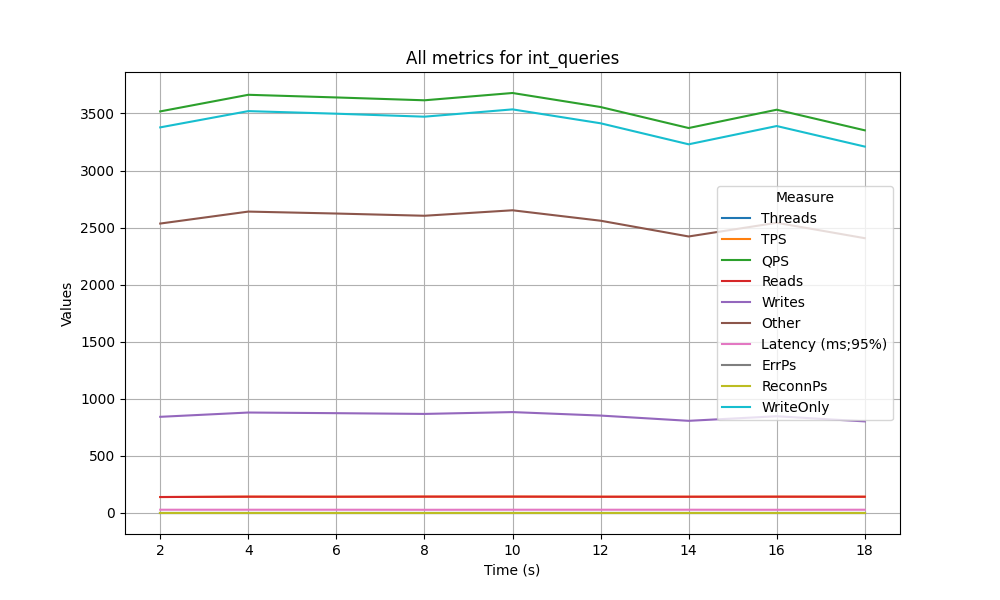 All metrics for int_queries
3500
3000
2500
2000
1500
1000
500
0
Values
2 4 6 8 10 12 14 16 18
Time (s)
Measure
Threads
TPS
QPS
Reads
Writes
Other
Latency (ms;95%)
ErrPs
ReconnPs
WriteOnly